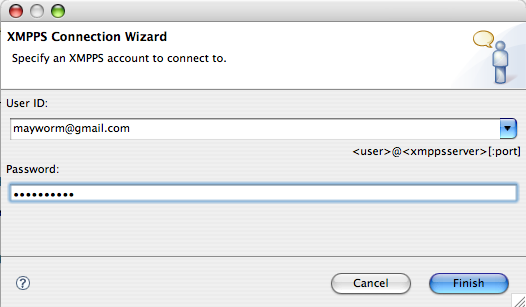 XMPPS Connection Wizard
Specify an XMPPS account to connect to.
User ID:
mayworm@gmail.com
<user>@<xmppsserver>[:port]
Password:
••••••••••
?
Cancel
Finish